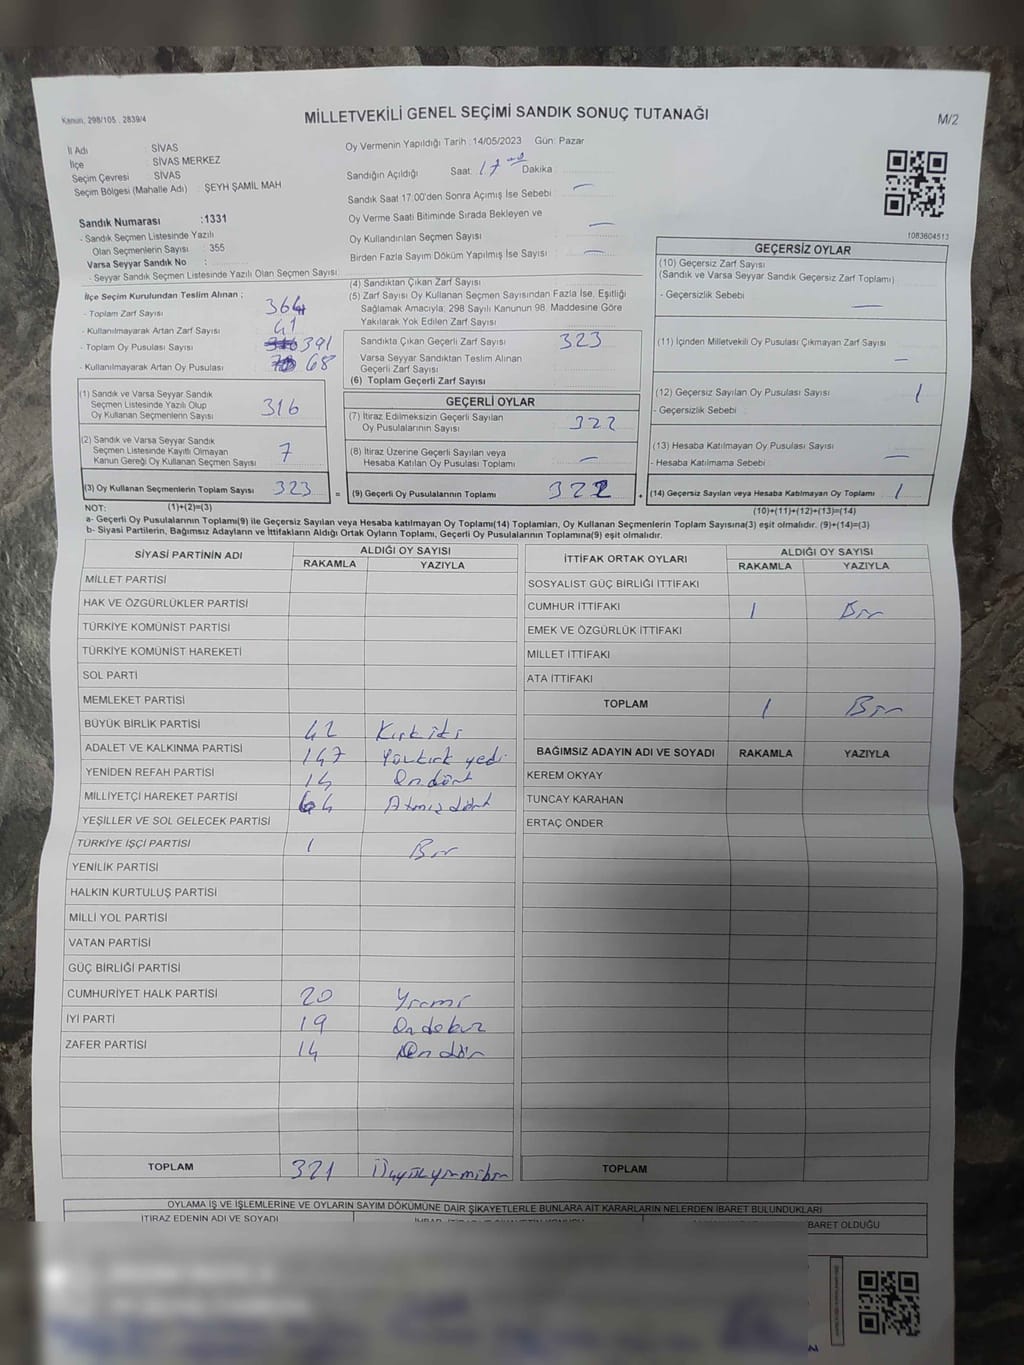 Kanun, 298/105 . 2839/4
MİLLETVEKİLİ GENEL SEÇİMİ SANDIK SONUÇ TUTANAĞI
M/2
İl Adı : SİVAS
İlçe : SİVAS MERKEZ
Seçim Çevresi : SİVAS
Seçim Bölgesi (Mahalle Adı) : ŞEYH ŞAMİL MAH
Sandık Numarası :1331
- Sandık Seçmen Listesinde Yazılı
Olan Seçmenlerin Sayısı : 355
Varsa Seyyar Sandık No :
- Seyyar Sandık Seçmen Listesinde Yazılı Olan Seçmen Sayısı:
Oy Vermenin Yapıldığı Tarih : 14/05/2023 Gün: Pazar
Sandığın Açıldığı Saat: 17 00 Dakika
Sandık Saat 17.00'den Sonra Açımış İse Sebebi : —
Oy Verme Saati Bitiminde Sırada Bekleyen ve
Oy Kullandırılan Seçmen Sayısı : —
Birden Fazla Sayım Döküm Yapılmış İse Sayısı : —
1083604513
İlçe Seçim Kurulundan Teslim Alınan ;
- Toplam Zarf Sayısı : 364
- Kullanılmayarak Artan Zarf Sayısı : 41
- Toplam Oy Pusulası Sayısı : 391
- Kullanılmayarak Artan Oy Pusulası : 68
(1) Sandık ve Varsa Seyyar Sandık
Seçmen Listesinde Yazılı Olup
Oy Kullanan Seçmenlerin Sayısı : 316
(2) Sandık ve Varsa Seyyar Sandık
Seçmen Listesinde Kayıtlı Olmayan
Kanun Gereği Oy Kullanan Seçmen Sayısı : 7
(3) Oy Kullanan Seçmenlerin Toplam Sayısı : 323
(4) Sandıktan Çıkan Zarf Sayısı :
(5) Zarf Sayısı Oy Kullanan Seçmen Sayısından Fazla İse, Eşitliği
Sağlamak Amacıyla; 298 Sayılı Kanunun 98. Maddesine Göre
Yakılarak Yok Edilen Zarf Sayısı :
Sandıkta Çıkan Geçerli Zarf Sayısı : 323
Varsa Seyyar Sandıktan Teslim Alınan
Geçerli Zarf Sayısı :
(6) Toplam Geçerli Zarf Sayısı :
GEÇERLİ OYLAR
(7) İtiraz Edilmeksizin Geçerli Sayılan
Oy Pusulalarının Sayısı : 322
(8) İtiraz Üzerine Geçerli Sayılan veya
Hesaba Katılan Oy Pusulası Toplamı : —
= (9) Geçerli Oy Pusulalarının Toplamı : 322
GEÇERSİZ OYLAR
(10) Geçersiz Zarf Sayısı
(Sandık ve Varsa Seyyar Sandık Geçersiz Zarf Toplamı) :
- Geçersizlik Sebebi : —
(11) İçinden Milletvekili Oy Pusulası Çıkmayan Zarf Sayısı : —
(12) Geçersiz Sayılan Oy Pusulası Sayısı : 1
- Geçersizlik Sebebi :
(13) Hesaba Katılmayan Oy Pusulası Sayısı :
- Hesaba Katılmama Sebebi : —
+ (14) Geçersiz Sayılan veya Hesaba Katılmayan Oy Toplamı : 1
NOT: (1)+(2)=(3)
(10)+(11)+(12)+(13)=(14)
a- Geçerli Oy Pusulalarının Toplamı(9) ile Geçersiz Sayılan veya Hesaba katılmayan Oy Toplamı(14) Toplamları, Oy Kullanan Seçmenlerin Toplam Sayısına(3) eşit olmalıdır. (9)+(14)=(3)
b- Siyasi Partilerin, Bağımsız Adayların ve İttifakların Aldığı Ortak Oyların Toplamı, Geçerli Oy Pusulalarının Toplamına(9) eşit olmalıdır.
SİYASİ PARTİNİN ADI ALDIĞI OY SAYISI
RAKAMLA YAZIYLA
MİLLET PARTİSİ
HAK VE ÖZGÜRLÜKLER PARTİSİ
TÜRKİYE KOMÜNİST PARTİSİ
TÜRKİYE KOMÜNİST HAREKETİ
SOL PARTİ
MEMLEKET PARTİSİ
BÜYÜK BİRLİK PARTİSİ 42 Kırk iki
ADALET VE KALKINMA PARTİSİ 147 Yüzkırk yedi
YENİDEN REFAH PARTİSİ 14 On dört
MİLLİYETÇİ HAREKET PARTİSİ 64 Atmış dört
YEŞİLLER VE SOL GELECEK PARTİSİ
TÜRKİYE İŞÇİ PARTİSİ 1 Bir
YENİLİK PARTİSİ
HALKIN KURTULUŞ PARTİSİ
MİLLİ YOL PARTİSİ
VATAN PARTİSİ
GÜÇ BİRLİĞİ PARTİSİ
CUMHURİYET HALK PARTİSİ 20 Yirmi
İYİ PARTİ 19 On dokuz
ZAFER PARTİSİ 14 On dör
TOPLAM 321 Üçyüzyirmibir
İTTİFAK ORTAK OYLARI ALDIĞI OY SAYISI
RAKAMLA YAZIYLA
SOSYALİST GÜÇ BİRLİĞİ İTTİFAKI
CUMHUR İTTİFAKI 1 Bir
EMEK VE ÖZGÜRLÜK İTTİFAKI
MİLLET İTTİFAKI
ATA İTTİFAKI
TOPLAM 1 Bir
BAĞIMSIZ ADAYIN ADI VE SOYADI RAKAMLA YAZIYLA
KEREM OKYAY
TUNCAY KARAHAN
ERTAÇ ÖNDER
TOPLAM
OYLAMA İŞ VE İŞLEMLERİNE VE OYLARIN SAYIM DÖKÜMÜNE DAİR ŞİKAYETLERLE BUNLARA AİT KARARLARIN NELERDEN İBARET BULUNDUKLARI
İTİRAZ EDENİN ADI VE SOYADI
İBARET OLDUĞU